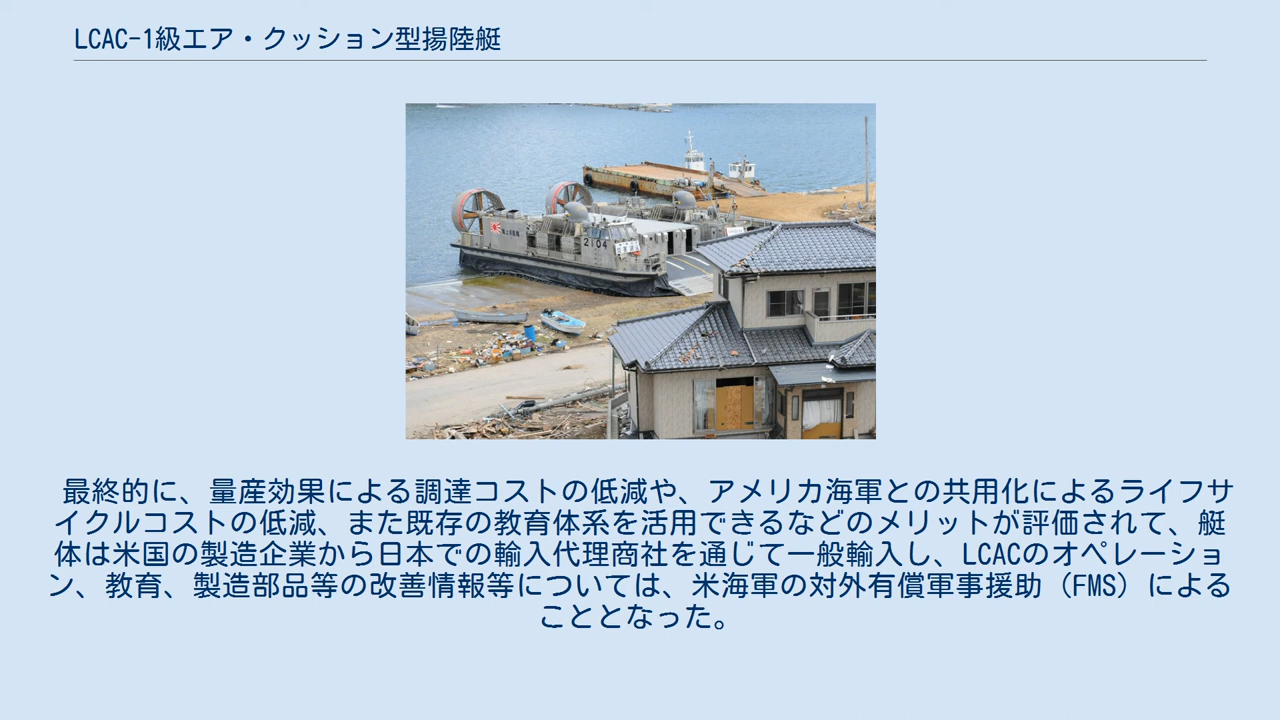 LCAC-1級エア・クッション型揚陸艇
2104
最終的に、量産効果による調達コストの低減や、アメリカ海軍との共用化によるライフサ
イクルコストの低減、また既存の教育体系を活用できるなどのメリットが評価されて、艇
体は米国の製造企業から日本での輸入代理商社を通じて一般輸入し、LCACのオペレーショ
ン、教育、製造部品等の改善情報等については、米海軍の対外有償軍事援助（FMS）による
こととなった。